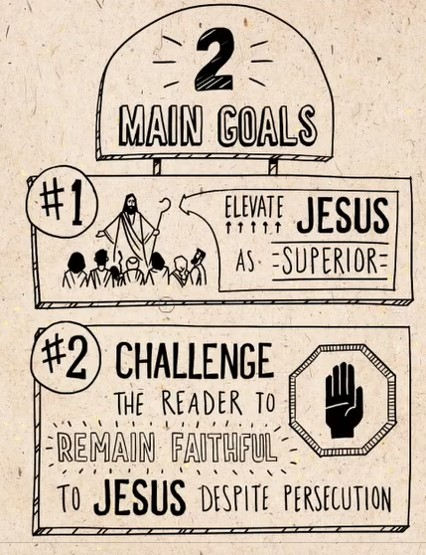 2
MAIN GOALS
#1
ELEVATE JESUS
AS SUPERIOR
#2
CHALLENGE
THE READER TO
REMAIN FAITHFUL
TO JESUS DESPITE PERSECUTION